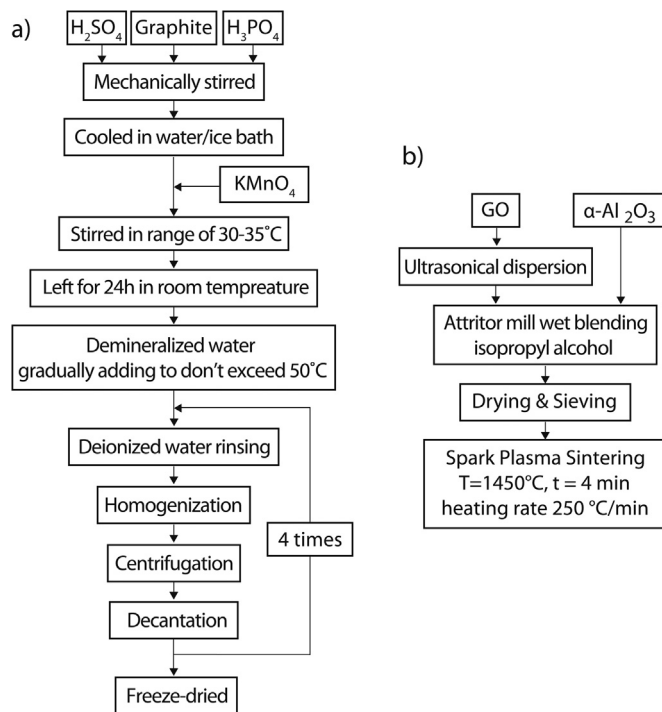 a)
H₂SO₄
Graphite
H₃PO₄
Mechanically stirred
Cooled in water/ice bath
KMnO₄
Stirred in range of 30-35˚C
Left for 24h in room tempreature
Demineralized water
gradually adding to don't exceed 50˚C
Deionized water rinsing
Homogenization
4 times
Centrifugation
Decantation
Freeze-dried
b)
GO
α-Al ₂O₃
Ultrasonical dispersion
Attritor mill wet blending
isopropyl alcohol
Drying & Sieving
Spark Plasma Sintering
T=1450°C, t = 4 min
heating rate 250 °C/min